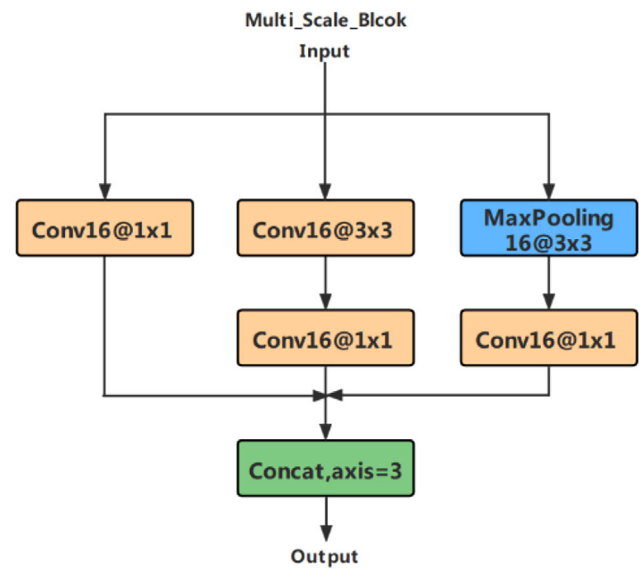 Multi_Scale_Blcok
Input
Conv16@1x1
Conv16@3x3
MaxPooling
16@3x3
Conv16@1x1
Conv16@1x1
Concat,axis=3
Output